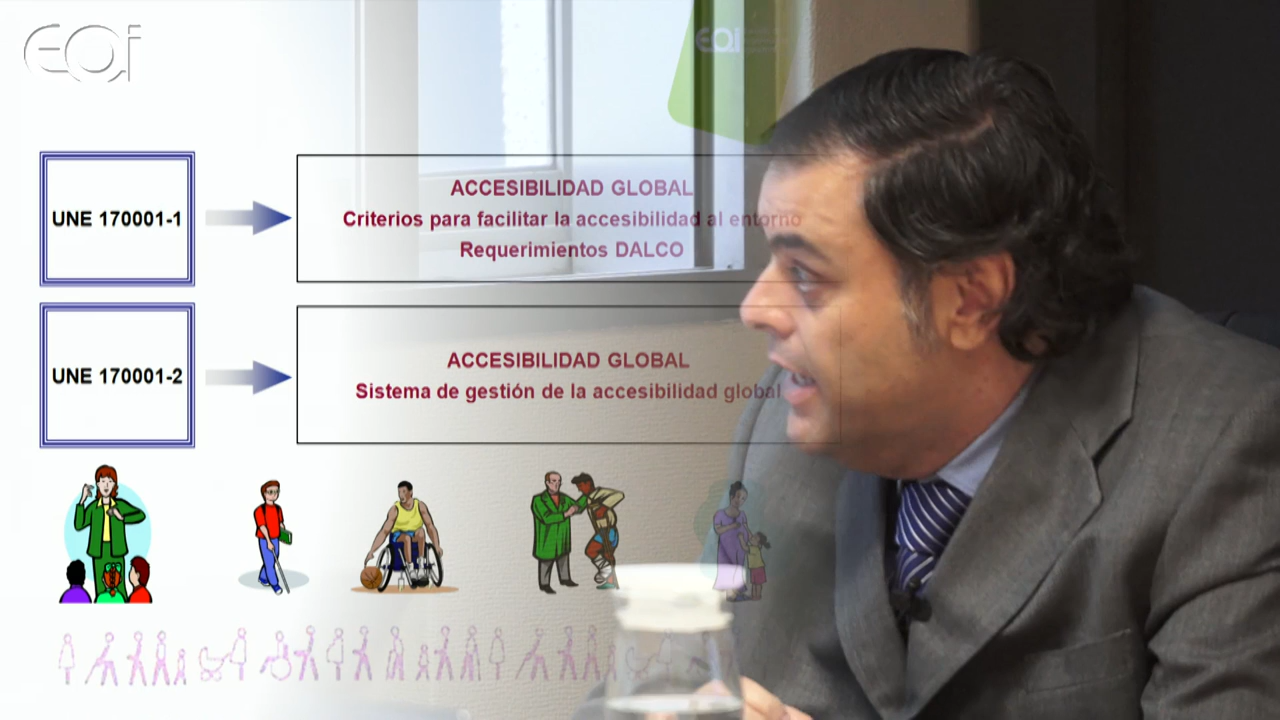 EOI
EOI
UNE 170001-1
ACCESIBILIDAD GLOBAL
Criterios para facilitar la accesibilidad al entorno
Requerimientos DALCO
UNE 170001-2
ACCESIBILIDAD GLOBAL
Sistema de gestión de la accesibilidad global